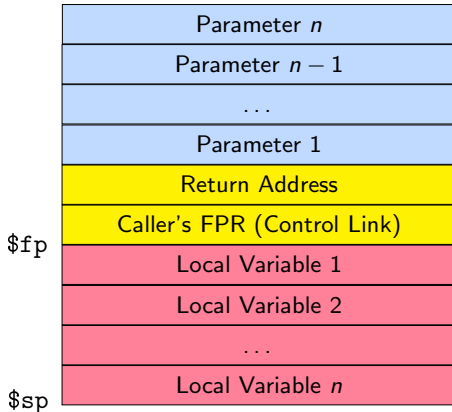 Parameter n
Parameter n − 1
...
Parameter 1
Return Address
Caller's FPR (Control Link)
$fp
Local Variable 1
Local Variable 2
...
Local Variable n
$sp